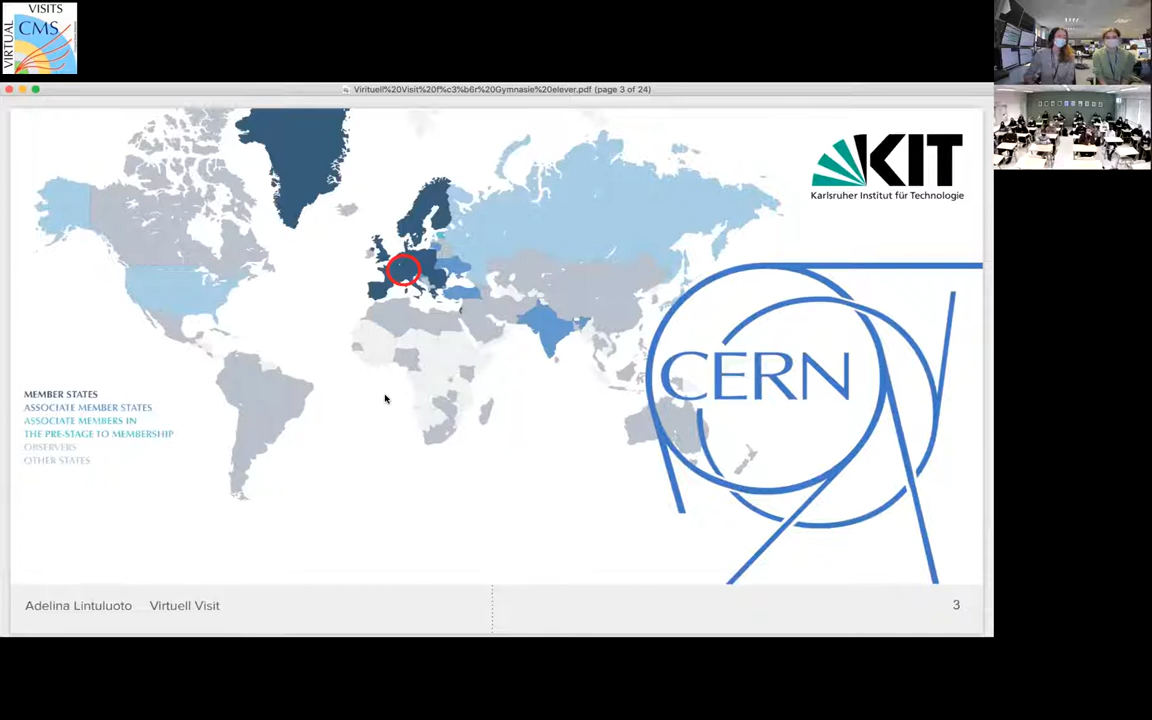 VISITS
VIRTUAL
CMS
Virituell%20Visit%20f%c3%b6r%20Gymnasie%20elever.pdf (page 3 of 24)
KIT
Karlsruher Institut für Technologie
CERN
MEMBER STATES
ASSOCIATE MEMBER STATES
ASSOCIATE MEMBERS IN
THE PRE-STAGE TO MEMBERSHIP
OBSERVERS
OTHER STATES
Adelina Lintuluoto Virtuell Visit
3